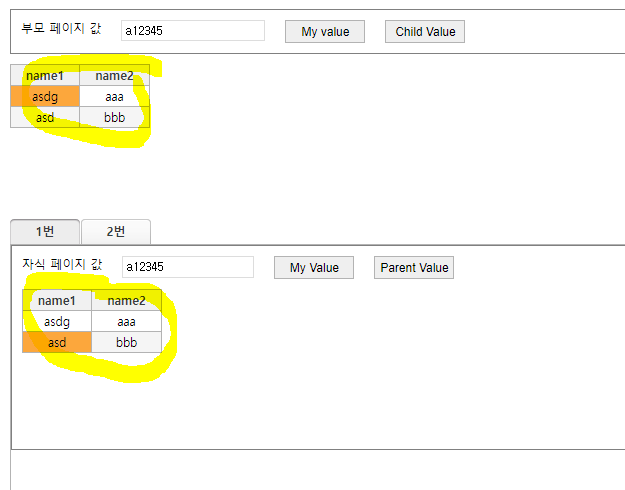 부모 페이지 값 a12345 My value Child Value
name1 name2
asdg aaa
asd bbb
1번 2번
자식 페이지 값 a12345 My Value Parent Value
name1 name2
asdg aaa
asd bbb